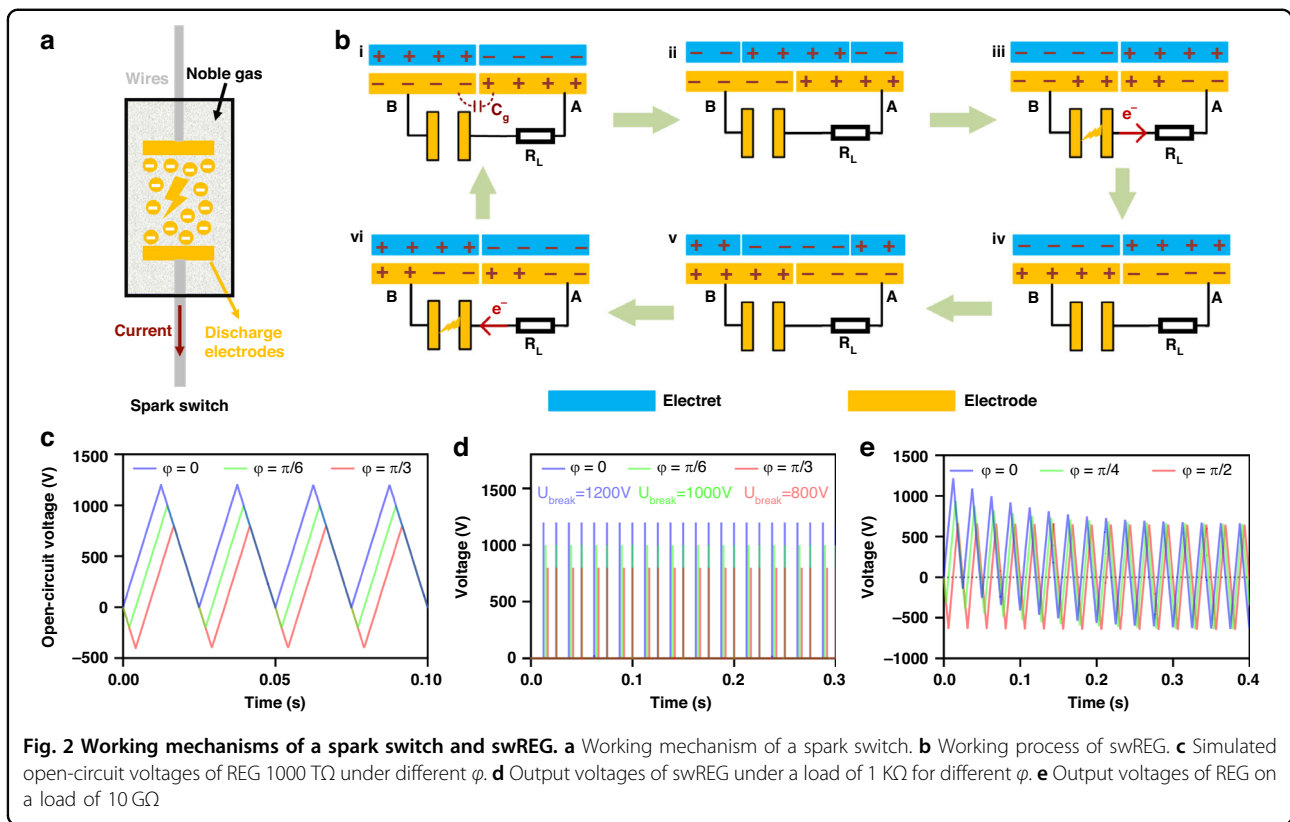 a
Wires
Noble gas
Current
Discharge
electrodes
Spark switch
b
i
+ + + + − − − −
− − − − + + + +
B
C_g
A
R_L
ii
− − + + + + − −
− − − − + + + +
B
A
R_L
iii
− − − − + + + +
− − + + + + − −
B
e⁻
A
R_L
iv
− − − − + + + +
+ + + + − − − −
B
A
R_L
v
+ + − − − − + +
+ + + + − − − −
B
A
R_L
vi
+ + + + − − − −
+ + − − + + − −
B
e⁻
A
R_L
Electret
Electrode
c
φ = 0
φ = π/6
φ = π/3
Open-circuit voltage (V)
1500
1000
500
0
−500
0.00
0.05
0.10
Time (s)
d
φ = 0
φ = π/6
φ = π/3
U_break=1200V
U_break=1000V
U_break=800V
Voltage (V)
1500
1000
500
0
0.0
0.1
0.2
0.3
Time (s)
e
φ = 0
φ = π/4
φ = π/2
Voltage (V)
1500
1000
500
0
−500
−1000
0.0
0.1
0.2
0.3
0.4
Time (s)
Fig. 2 Working mechanisms of a spark switch and swREG. a Working mechanism of a spark switch. b Working process of swREG. c Simulated
open-circuit voltages of REG 1000 TΩ under different φ. d Output voltages of swREG under a load of 1 KΩ for different φ. e Output voltages of REG on
a load of 10 GΩ